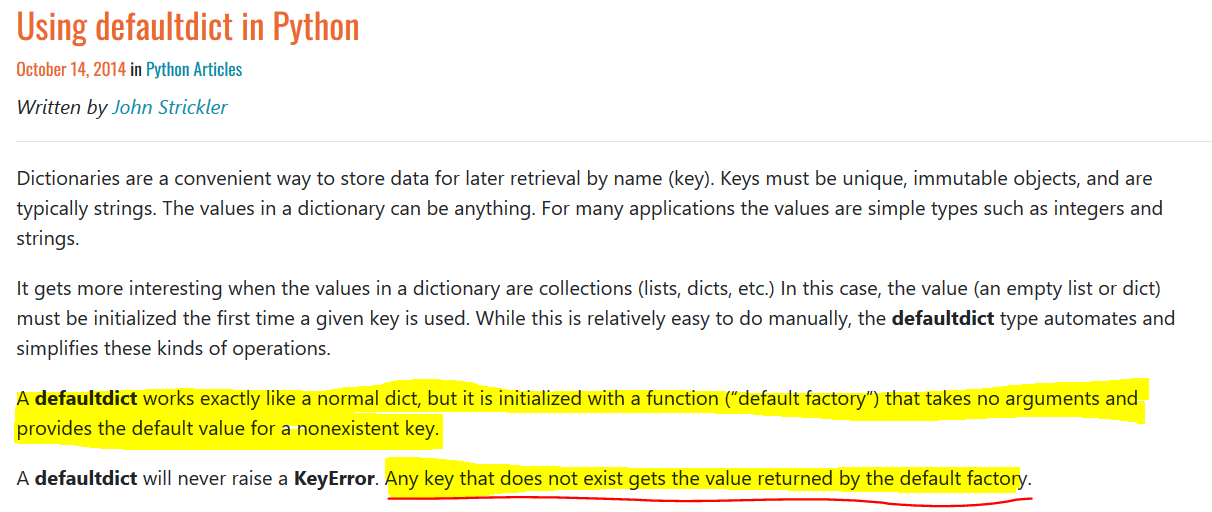 Using defaultdict in Python
October 14, 2014 in Python Articles
Written by John Strickler
Dictionaries are a convenient way to store data for later retrieval by name (key). Keys must be unique, immutable objects, and are
typically strings. The values in a dictionary can be anything. For many applications the values are simple types such as integers and
strings.
It gets more interesting when the values in a dictionary are collections (lists, dicts, etc.) In this case, the value (an empty list or dict)
must be initialized the first time a given key is used. While this is relatively easy to do manually, the defaultdict type automates and
simplifies these kinds of operations.
A defaultdict works exactly like a normal dict, but it is initialized with a function (“default factory”) that takes no arguments and
provides the default value for a nonexistent key.
A defaultdict will never raise a KeyError. Any key that does not exist gets the value returned by the default factory.